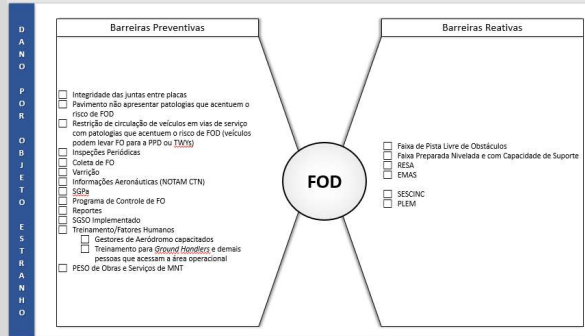 DANO POR OBJETO ESTRANHO
Barreiras Preventivas
Integridade das juntas entre placas
Pavimento não apresentar patologias que acentuem o
risco de FOD
Restrição de circulação de veículos em vias de serviço
com patologias que acentuem o risco de FOD (veículos
podem levar FO para a PPD ou TWYs)
Inspeções Periódicas
Coleta de FO
Varrição
Informações Aeronáuticas (NOTAM CTN)
SGPa
Programa de Controle de FO
Reportes
SGSO Implementado
Treinamento/Fatores Humanos
Gestores de Aeródromo capacitados
Treinamento para Ground Handlers e demais
pessoas que acessam a área operacional
PESO de Obras e Serviços de MNT
FOD
Barreiras Reativas
Faixa de Pista Livre de Obstáculos
Faixa Preparada Nivelada e com Capacidade de Suporte
RESA
EMAS
SESCINC
PLEM